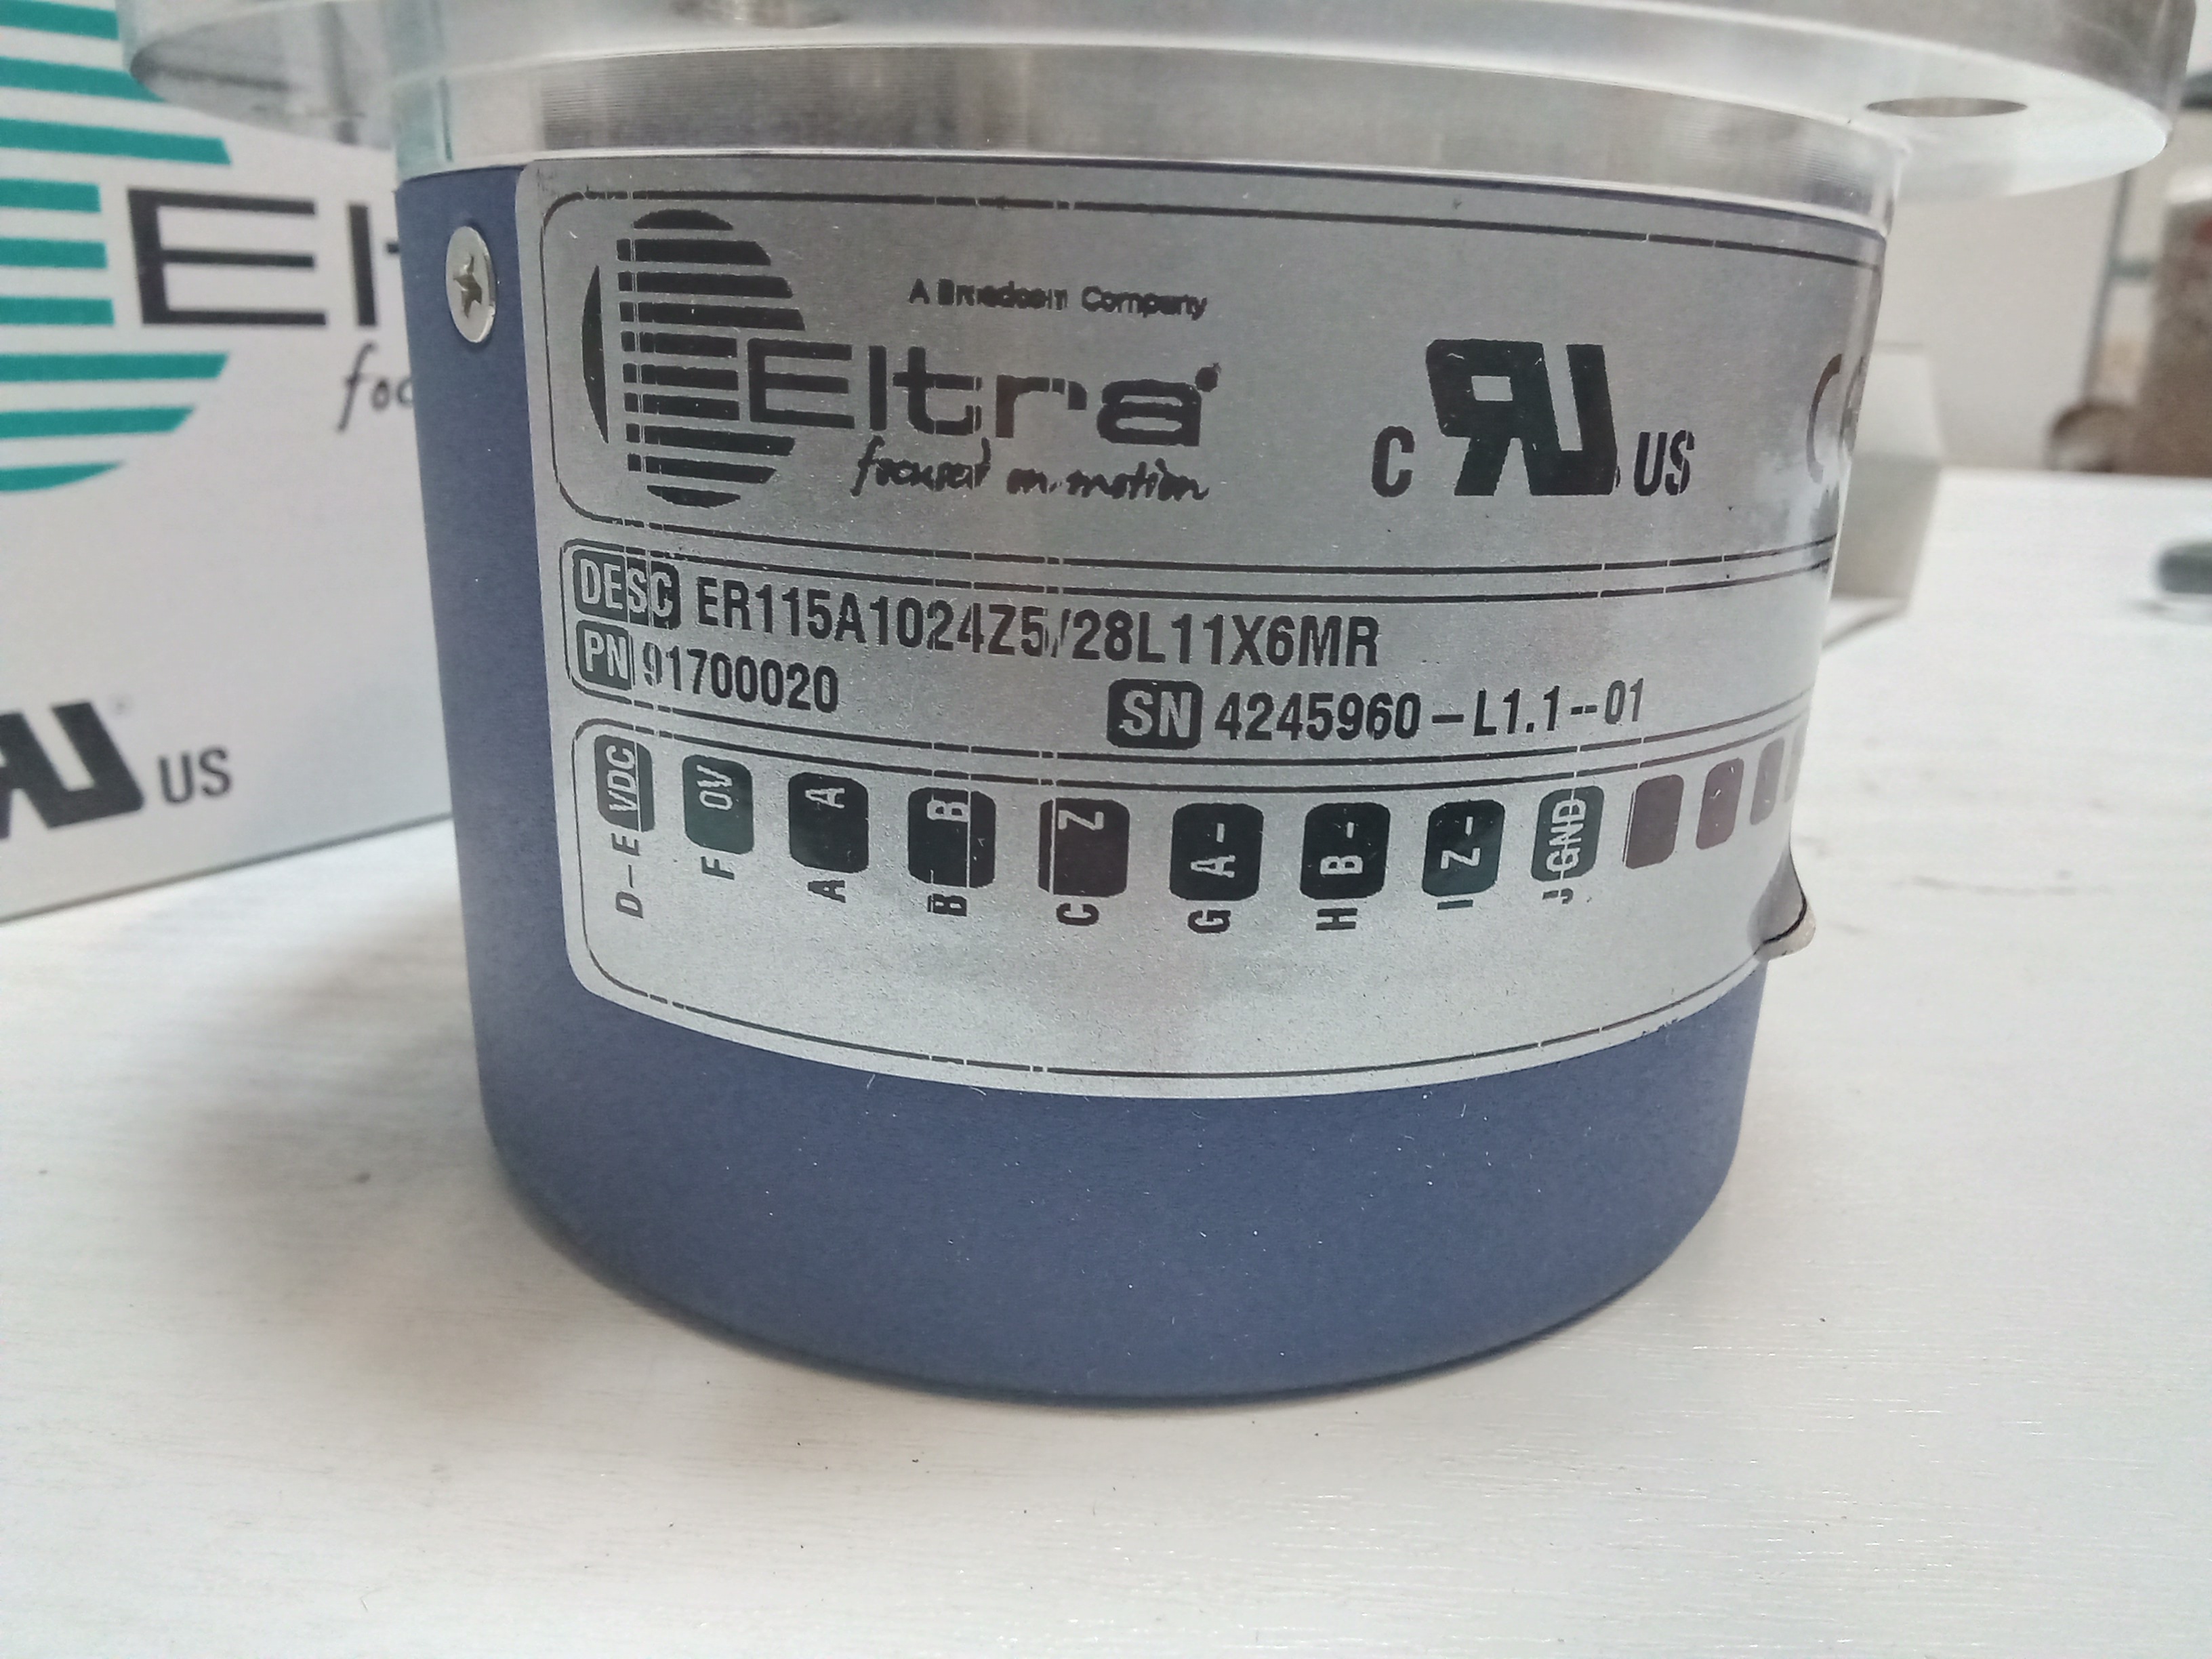 A Broadcom Company
Eltra
focused on motion
c RU US
DESC ER115A1024Z5/28L11X6MR
PN 91700020 SN 4245960-L1.1--01
VDC 0V A B Z A- B- Z- GND
D-E F A B C G H I J
US